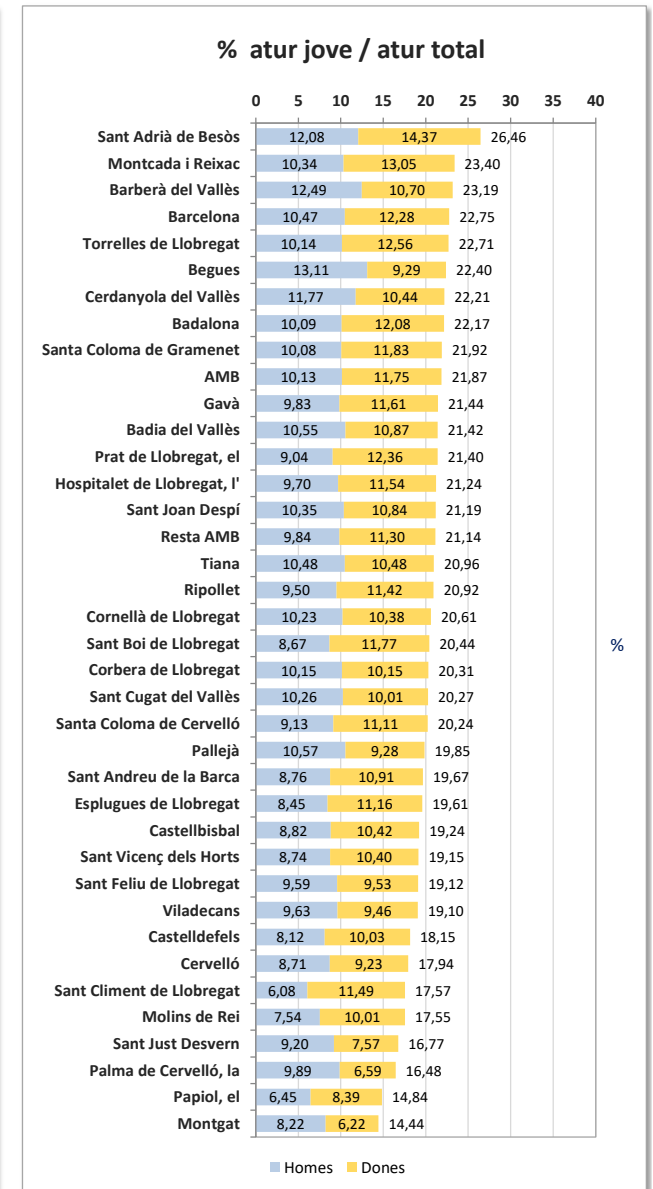 % atur jove / atur total
0 5 10 15 20 25 30 35 40
Sant Adrià de Besòs 12,08 14,37 26,46
Montcada i Reixac 10,34 13,05 23,40
Barberà del Vallès 12,49 10,70 23,19
Barcelona 10,47 12,28 22,75
Torrelles de Llobregat 10,14 12,56 22,71
Begues 13,11 9,29 22,40
Cerdanyola del Vallès 11,77 10,44 22,21
Badalona 10,09 12,08 22,17
Santa Coloma de Gramenet 10,08 11,83 21,92
AMB 10,13 11,75 21,87
Gavà 9,83 11,61 21,44
Badia del Vallès 10,55 10,87 21,42
Prat de Llobregat, el 9,04 12,36 21,40
Hospitalet de Llobregat, l' 9,70 11,54 21,24
Sant Joan Despí 10,35 10,84 21,19
Resta AMB 9,84 11,30 21,14
Tiana 10,48 10,48 20,96
Ripollet 9,50 11,42 20,92
Cornellà de Llobregat 10,23 10,38 20,61
Sant Boi de Llobregat 8,67 11,77 20,44 %
Corbera de Llobregat 10,15 10,15 20,31
Sant Cugat del Vallès 10,26 10,01 20,27
Santa Coloma de Cervelló 9,13 11,11 20,24
Pallejà 10,57 9,28 19,85
Sant Andreu de la Barca 8,76 10,91 19,67
Esplugues de Llobregat 8,45 11,16 19,61
Castellbisbal 8,82 10,42 19,24
Sant Vicenç dels Horts 8,74 10,40 19,15
Sant Feliu de Llobregat 9,59 9,53 19,12
Viladecans 9,63 9,46 19,10
Castelldefels 8,12 10,03 18,15
Cervelló 8,71 9,23 17,94
Sant Climent de Llobregat 6,08 11,49 17,57
Molins de Rei 7,54 10,01 17,55
Sant Just Desvern 9,20 7,57 16,77
Palma de Cervelló, la 9,89 6,59 16,48
Papiol, el 6,45 8,39 14,84
Montgat 8,22 6,22 14,44
Homes Dones